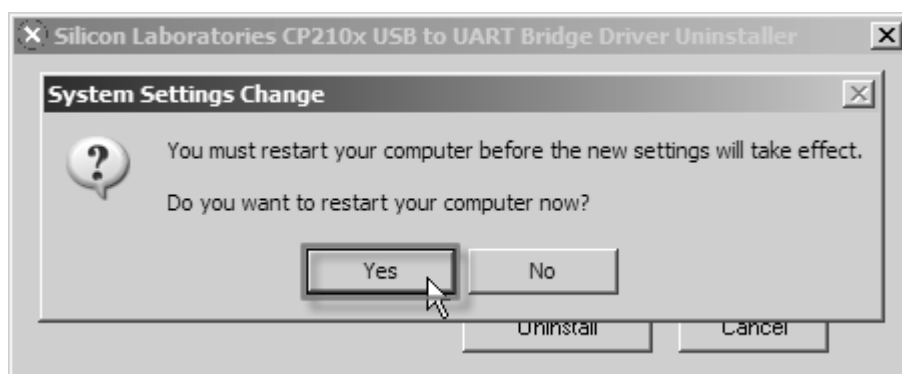 Silicon Laboratories CP210x USB to UART Bridge Driver Uninstaller
System Settings Change
You must restart your computer before the new settings will take effect.
Do you want to restart your computer now?
Yes No
Uninstall Cancel